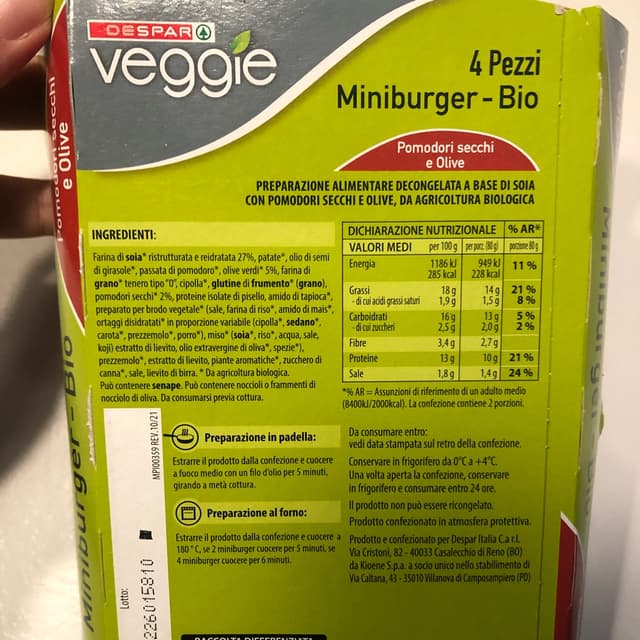 DESPAR
veggie
4 Pezzi
Miniburger - Bio
Pomodori secchi
e Olive
PREPARAZIONE ALIMENTARE DECONGELATA A BASE DI SOIA
CON POMODORI SECCHI E OLIVE, DA AGRICOLTURA BIOLOGICA
INGREDIENTI:
Farina di soia* ristrutturata e reidratata 27%, patate*, olio di semi
di girasole*, passata di pomodoro*, olive verdi* 5%, farina di
grano* tenero tipo "0", cipolla*, glutine di frumento* (grano),
pomodori secchi* 2%, proteine isolate di pisello, amido di tapioca*,
preparato per brodo vegetale* (sale, farina di riso*, amido di mais*,
ortaggi disidratati* in proporzione variabile (cipolla*, sedano*,
carota*, prezzemolo*, porro*), miso* (soia*, riso*, acqua, sale,
koji) estratto di lievito, olio extravergine di oliva*, spezie*),
prezzemolo*, estratto di lievito, piante aromatiche*, zucchero di
canna*, sale, lievito di birra. * Da agricoltura biologica.
Può contenere senape. Può contenere noccioli o frammenti di
nocciolo di oliva. Da consumarsi previa cottura.
DICHIARAZIONE NUTRIZIONALE % AR*
VALORI MEDI per 100 g per porz. (80 g) porzione 80 g
Energia 1186 kJ 949 kJ 11 %
285 kcal 228 kcal
Grassi 18 g 14 g 21 %
- di cui acidi grassi saturi 1,9 g 1,5 g 8 %
Carboidrati 16 g 13 g 5 %
- di cui zuccheri 2,5 g 2,0 g 2 %
Fibre 3,4 g 2,7 g
Proteine 13 g 10 g 21 %
Sale 1,8 g 1,4 g 24 %
*% AR = Assunzioni di riferimento di un adulto medio
(8400kJ/2000kcal). La confezione contiene 2 porzioni.
Preparazione in padella:
Estrarre il prodotto dalla confezione e cuocere
a fuoco medio con un filo d'olio per 5 minuti,
girando a metà cottura.
Preparazione al forno:
Estrarre il prodotto dalla confezione e cuocere a
180°C, se 2 miniburger cuocere per 5 minuti, se
4 miniburger cuocere per 6 minuti.
Da consumare entro:
vedi data stampata sul retro della confezione.
Conservare in frigorifero da 0°C a +4°C.
Una volta aperta la confezione, conservare
in frigorifero e consumare entro 24 ore.
Il prodotto non può essere ricongelato.
Prodotto confezionato in atmosfera protettiva.
Prodotto e confezionato per Despar Italia C.a r.l.
Via Cristoni, 82 - 40033 Casalecchio di Reno (BO)
da Kioene S.p.a. a socio unico nello stabilimento di
Via Caltana, 43 - 35010 Villanova di Camposampiero (PD)
MPI00359 REV.10/21
Lotto:
226015810
RACCOLTA DIFFERENZIATA
Pomodori secchi
e Olive
Miniburger - Bio